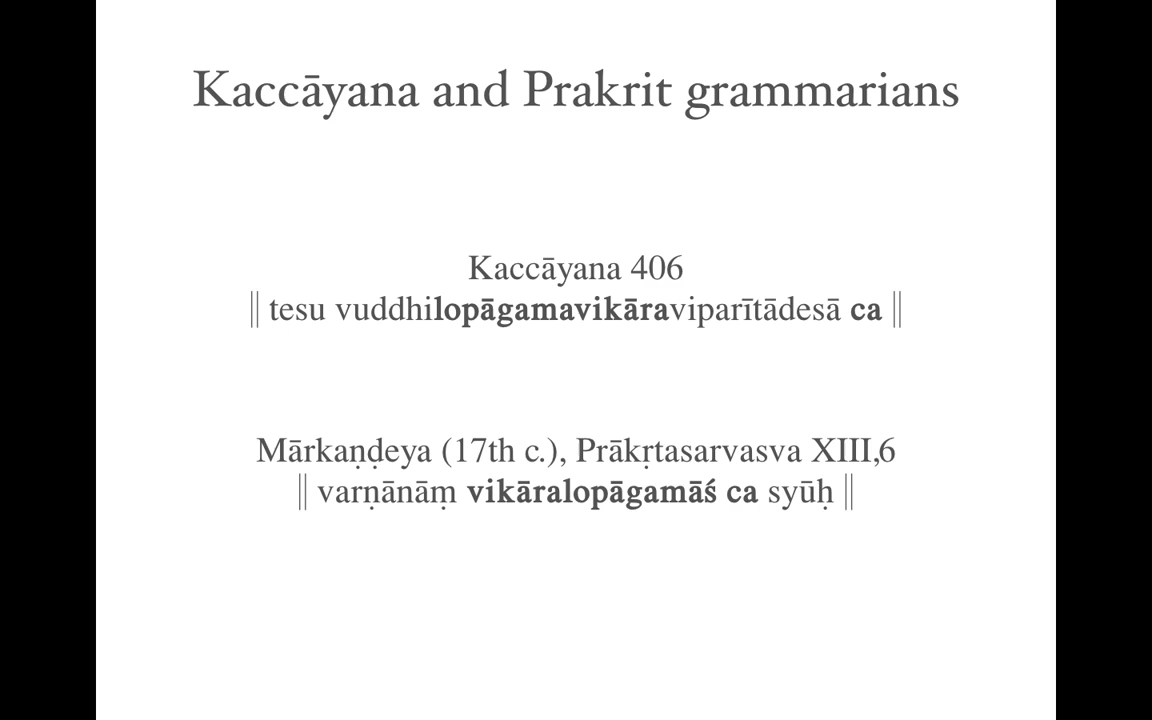 Kaccāyana and Prakrit grammarians
Kaccāyana 406
|| tesu vuddhilopāgamavikāraviparītādesā ca ||
Mārkaṇḍeya (17th c.), Prākṛtasarvasva XIII,6
|| varṇānāṃ vikāralopāgamāś ca syūḥ ||